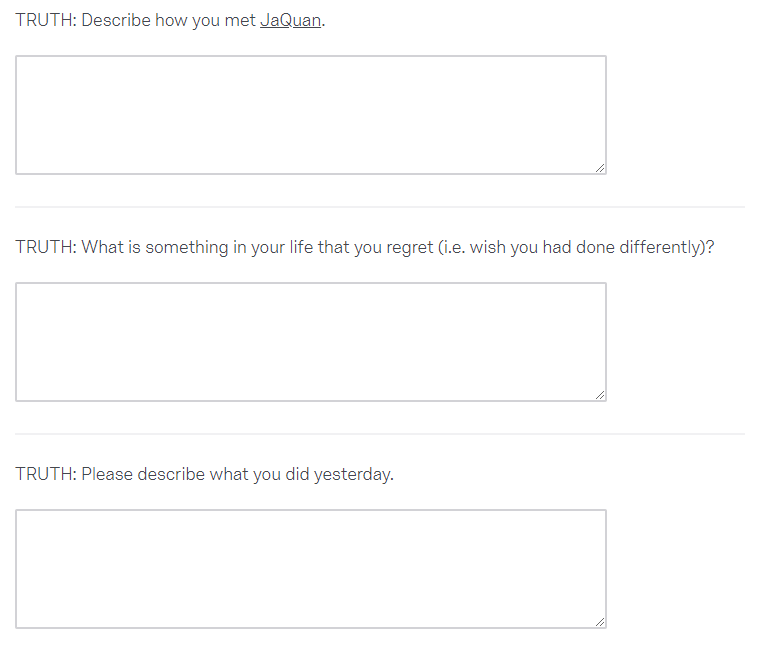 TRUTH: Describe how you met JaQuan.
TRUTH: What is something in your life that you regret (i.e. wish you had done differently)?
TRUTH: Please describe what you did yesterday.